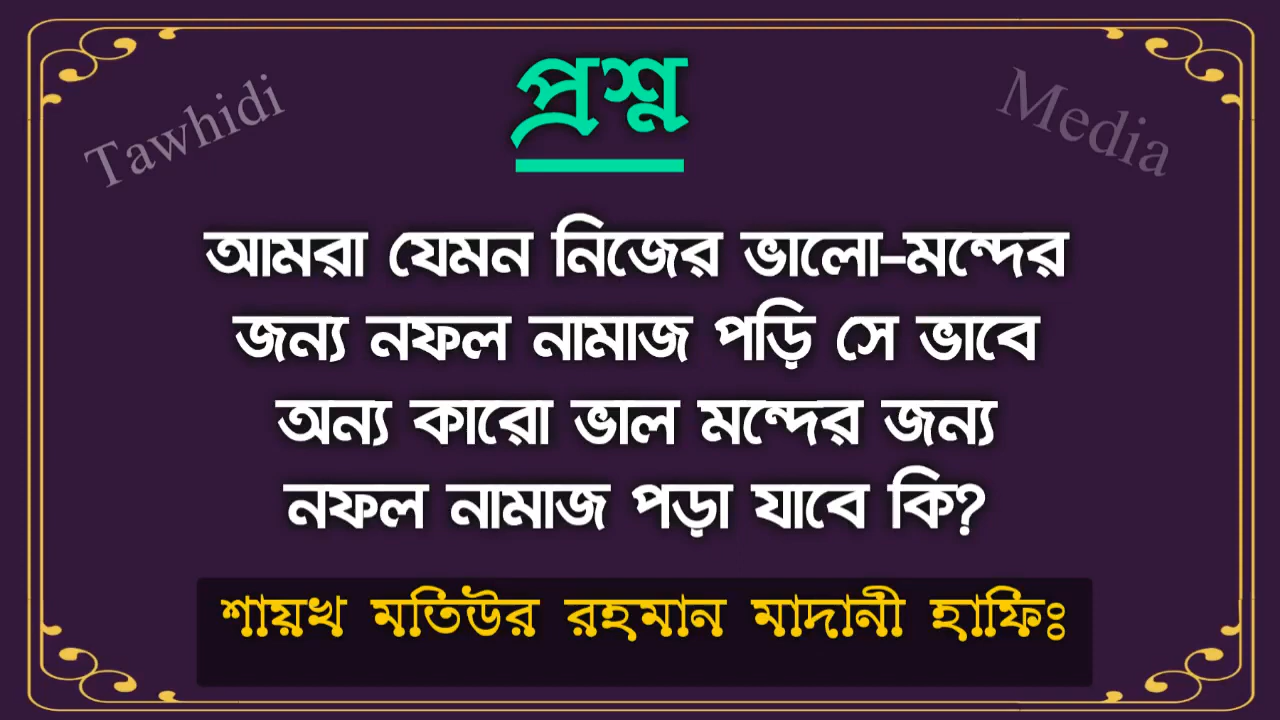 প্রশ্ন
Tawhidi
Media
আমরা যেমন নিজের ভালো-মন্দের
জন্য নফল নামাজ পড়ি সে ভাবে
অন্য কারো ভাল মন্দের জন্য
নফল নামাজ পড়া যাবে কি?
শায়খ মতিউর রহমান মাদানী হাফিঃ